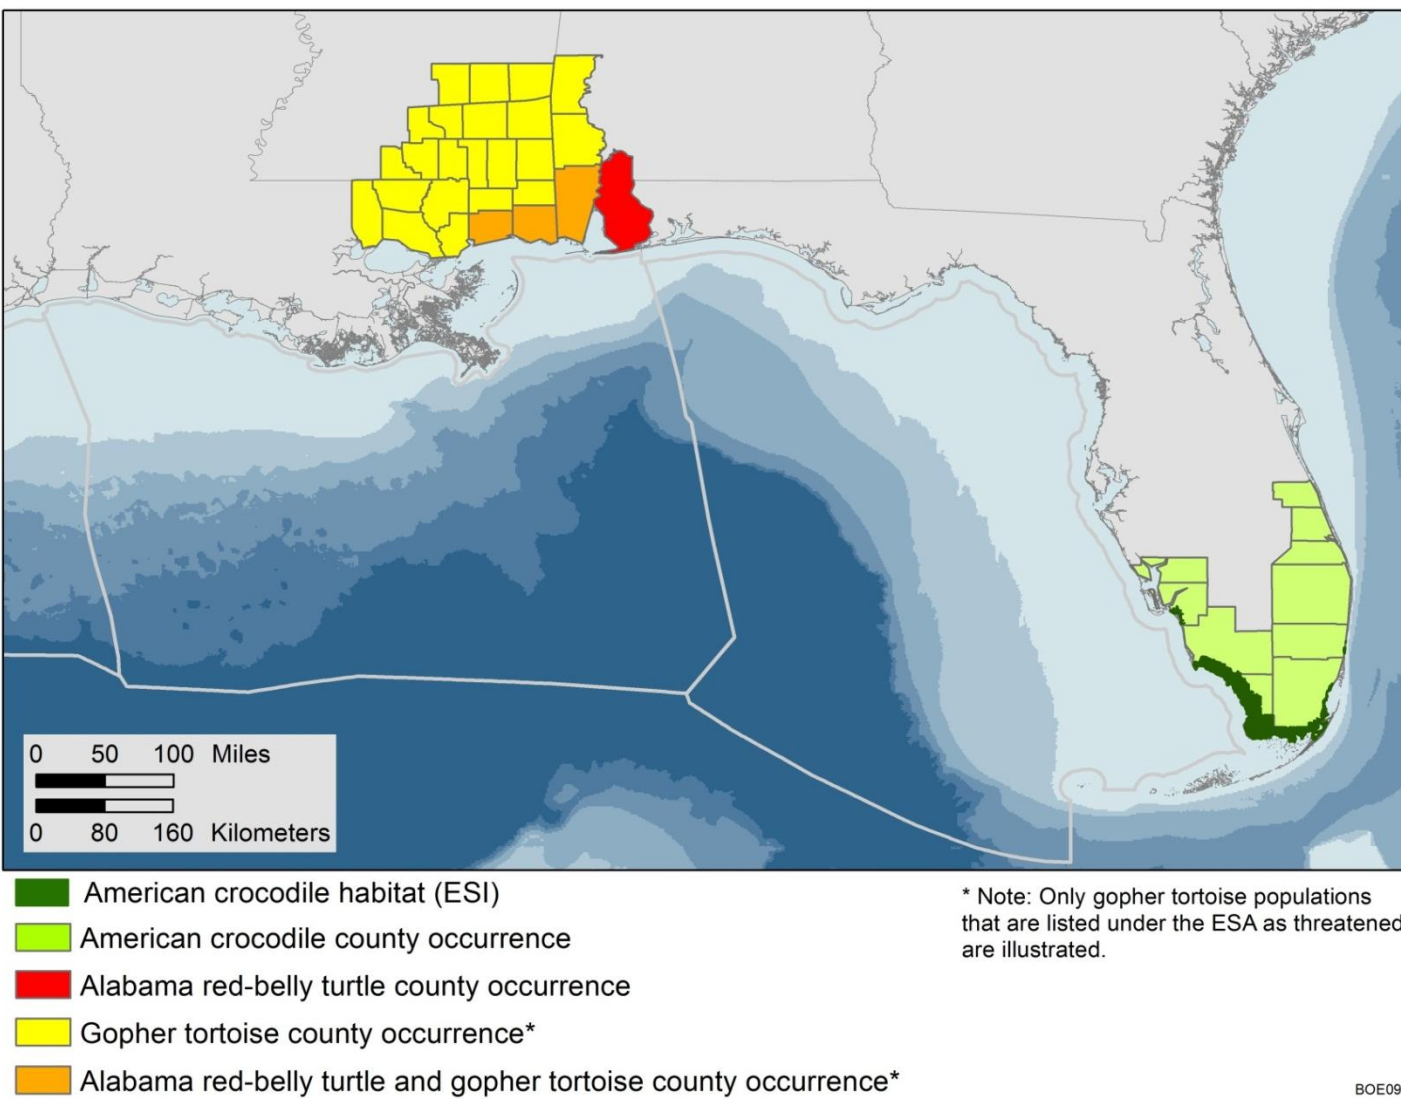 0 50 100 Miles
0 80 160 Kilometers
American crocodile habitat (ESI)
American crocodile county occurrence
Alabama red-belly turtle county occurrence
Gopher tortoise county occurrence*
Alabama red-belly turtle and gopher tortoise county occurrence*
* Note: Only gopher tortoise populations
that are listed under the ESA as threatened
are illustrated.
BOE09